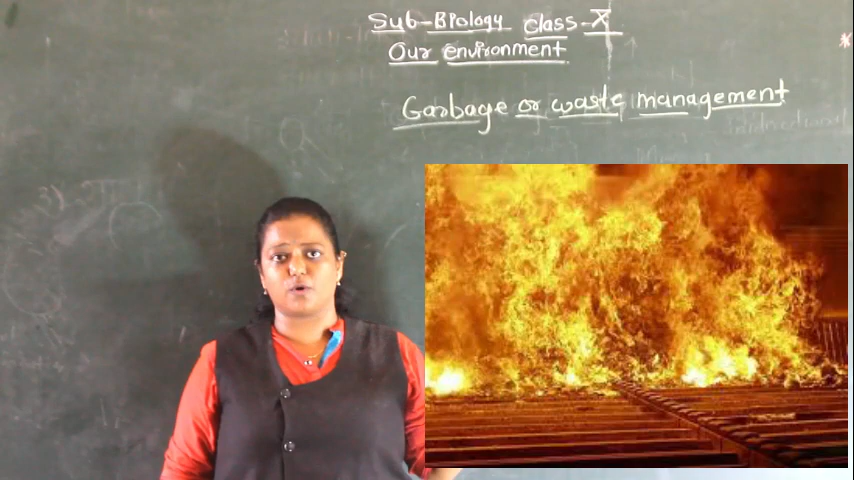 Sub-Biology class-X
Our environment
Garbage or waste management